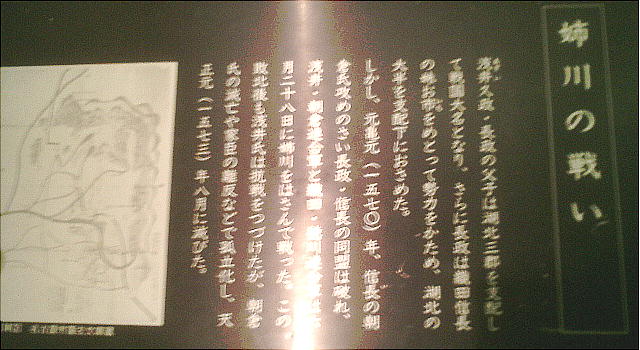 姉川の戦い
浅井久政・長政の父子は湖北三郡を支配し
て戦国大名となり、さらに長政は織田信長
の妹お市をめとって勢力をかため、湖北の
大半を支配下におさめた。
しかし、元亀元（一五七〇）年、信長の朝
倉氏攻めのさい長政・信長の同盟は破れ、
浅井・朝倉連合軍と織田・
月二十八日に姉川をはさんで戦った。この
敗北後も浅井氏は抗戦をつづけたが、朝倉
氏の滅亡や家臣の離反などで孤立化し、天
正元（一五七三）年八月に滅びた。